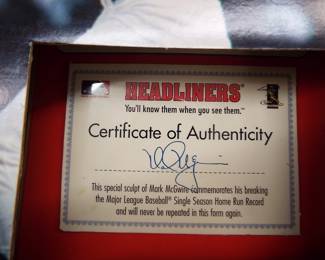 HEADLINERS®
You'll know them when you see them.™
Certificate of Authenticity
This special sculpt of Mark McGwire commemorates his breaking
the Major League Baseball® Single Season Home Run Record
and will never be repeated in this form again.